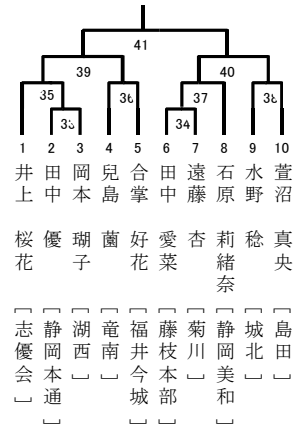 41
39 40
35 36 37 38
33 34
1 2 3 4 5 6 7 8 9 10
井上 桜花 [志優会]
田中 優 [静岡本通]
岡本 瑚子 [湖西]
兒島 薗 [竜南]
合掌 好花 [福井今城]
田中 愛菜 [藤枝本部]
遠藤 杏 [菊川]
石原 莉緒奈 [静岡美和]
水野 稔 [城北]
萱沼 真央 [島田]